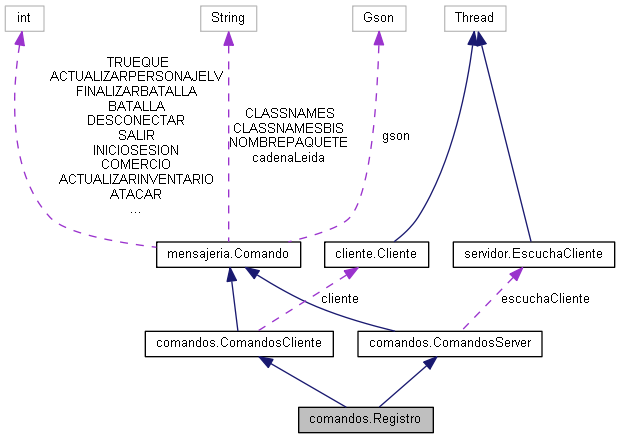 int
String
Gson
Thread
TRUEQUE
ACTUALIZARPERSONAJELV
FINALIZARBATALLA
BATALLA
DESCONECTAR
SALIR
INICIOSESION
COMERCIO
ACTUALIZARINVENTARIO
ATACAR
...
CLASSNAMES
CLASSNAMESBIS
NOMBREPAQUETE
cadenaLeida
gson
mensajeria.Comando
cliente.Cliente
servidor.EscuchaCliente
cliente
escuchaCliente
comandos.ComandosCliente
comandos.ComandosServer
comandos.Registro